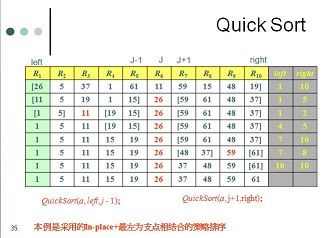 Quick Sort
left J-1 J J+1 right
R1 R2 R3 R4 R5 R6 R7 R8 R9 R10 left right
[26 5 37 1 61 11 59 15 48 19] 1 10
[11 5 19 1 15] 26 [59 61 48 37] 1 5
[1 5] 11 [19 15] 26 [59 61 48 37] 1 2
1 5 11 [19 15] 26 [59 61 48 37] 4 5
1 5 11 15 19 26 [59 61 48 37] 7 10
1 5 11 15 19 26 [48 37] 59 [61] 7 8
1 5 11 15 19 26 37 48 59 [61] 10 10
1 5 11 15 19 26 37 48 59 61
QuickSort(a, left, j - 1); QuickSort(a, j+1,right);
35 本例是采用的in-place+最左为支点相结合的策略排序